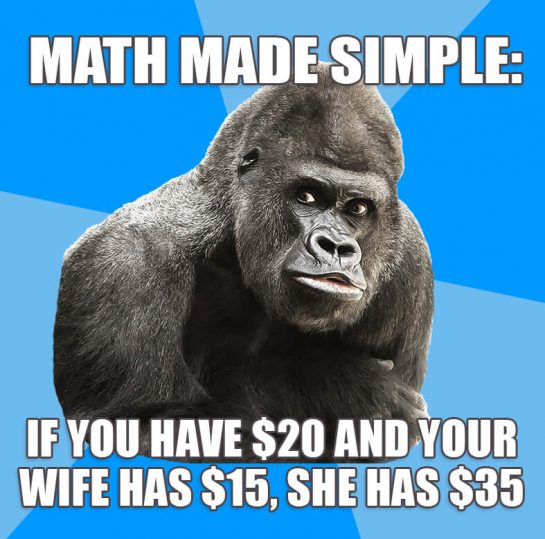 MATH MADE SIMPLE:
IF YOU HAVE $20 AND YOUR
WIFE HAS $15, SHE HAS $35